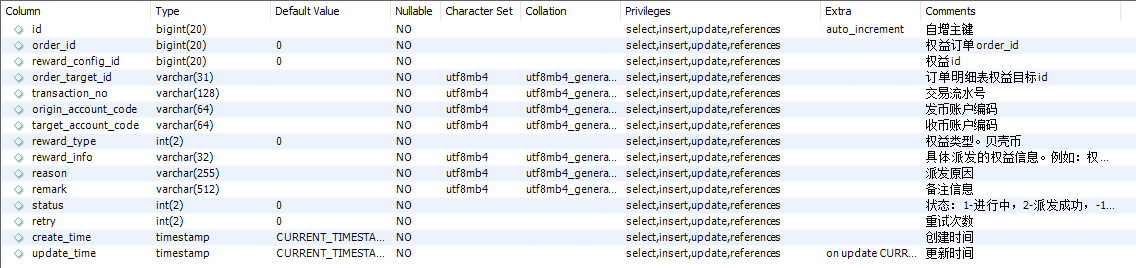 Column Type Default Value Nullable Character Set Collation Privileges Extra Comments
id bigint(20) NO select,insert,update,references auto_increment 自增主键
order_id bigint(20) 0 NO select,insert,update,references 权益订单order_id
reward_config_id bigint(20) 0 NO select,insert,update,references 权益id
order_target_id varchar(31) NO utf8mb4 utf8mb4_genera... select,insert,update,references 订单明细表权益目标id
transaction_no varchar(128) NO utf8mb4 utf8mb4_genera... select,insert,update,references 交易流水号
origin_account_code varchar(64) NO utf8mb4 utf8mb4_genera... select,insert,update,references 发币账户编码
target_account_code varchar(64) NO utf8mb4 utf8mb4_genera... select,insert,update,references 收币账户编码
reward_type int(2) 0 NO select,insert,update,references 权益类型。贝壳币
reward_info varchar(32) NO utf8mb4 utf8mb4_genera... select,insert,update,references 具体派发的权益信息。例如：权...
reason varchar(255) NO utf8mb4 utf8mb4_genera... select,insert,update,references 派发原因
remark varchar(512) NO utf8mb4 utf8mb4_genera... select,insert,update,references 备注信息
status int(2) 0 NO select,insert,update,references 状态：1-进行中，2-派发成功，-1...
retry int(2) 0 NO select,insert,update,references 重试次数
create_time timestamp CURRENT_TIMESTA... NO select,insert,update,references 创建时间
update_time timestamp CURRENT_TIMESTA... NO select,insert,update,references on update CURR... 更新时间